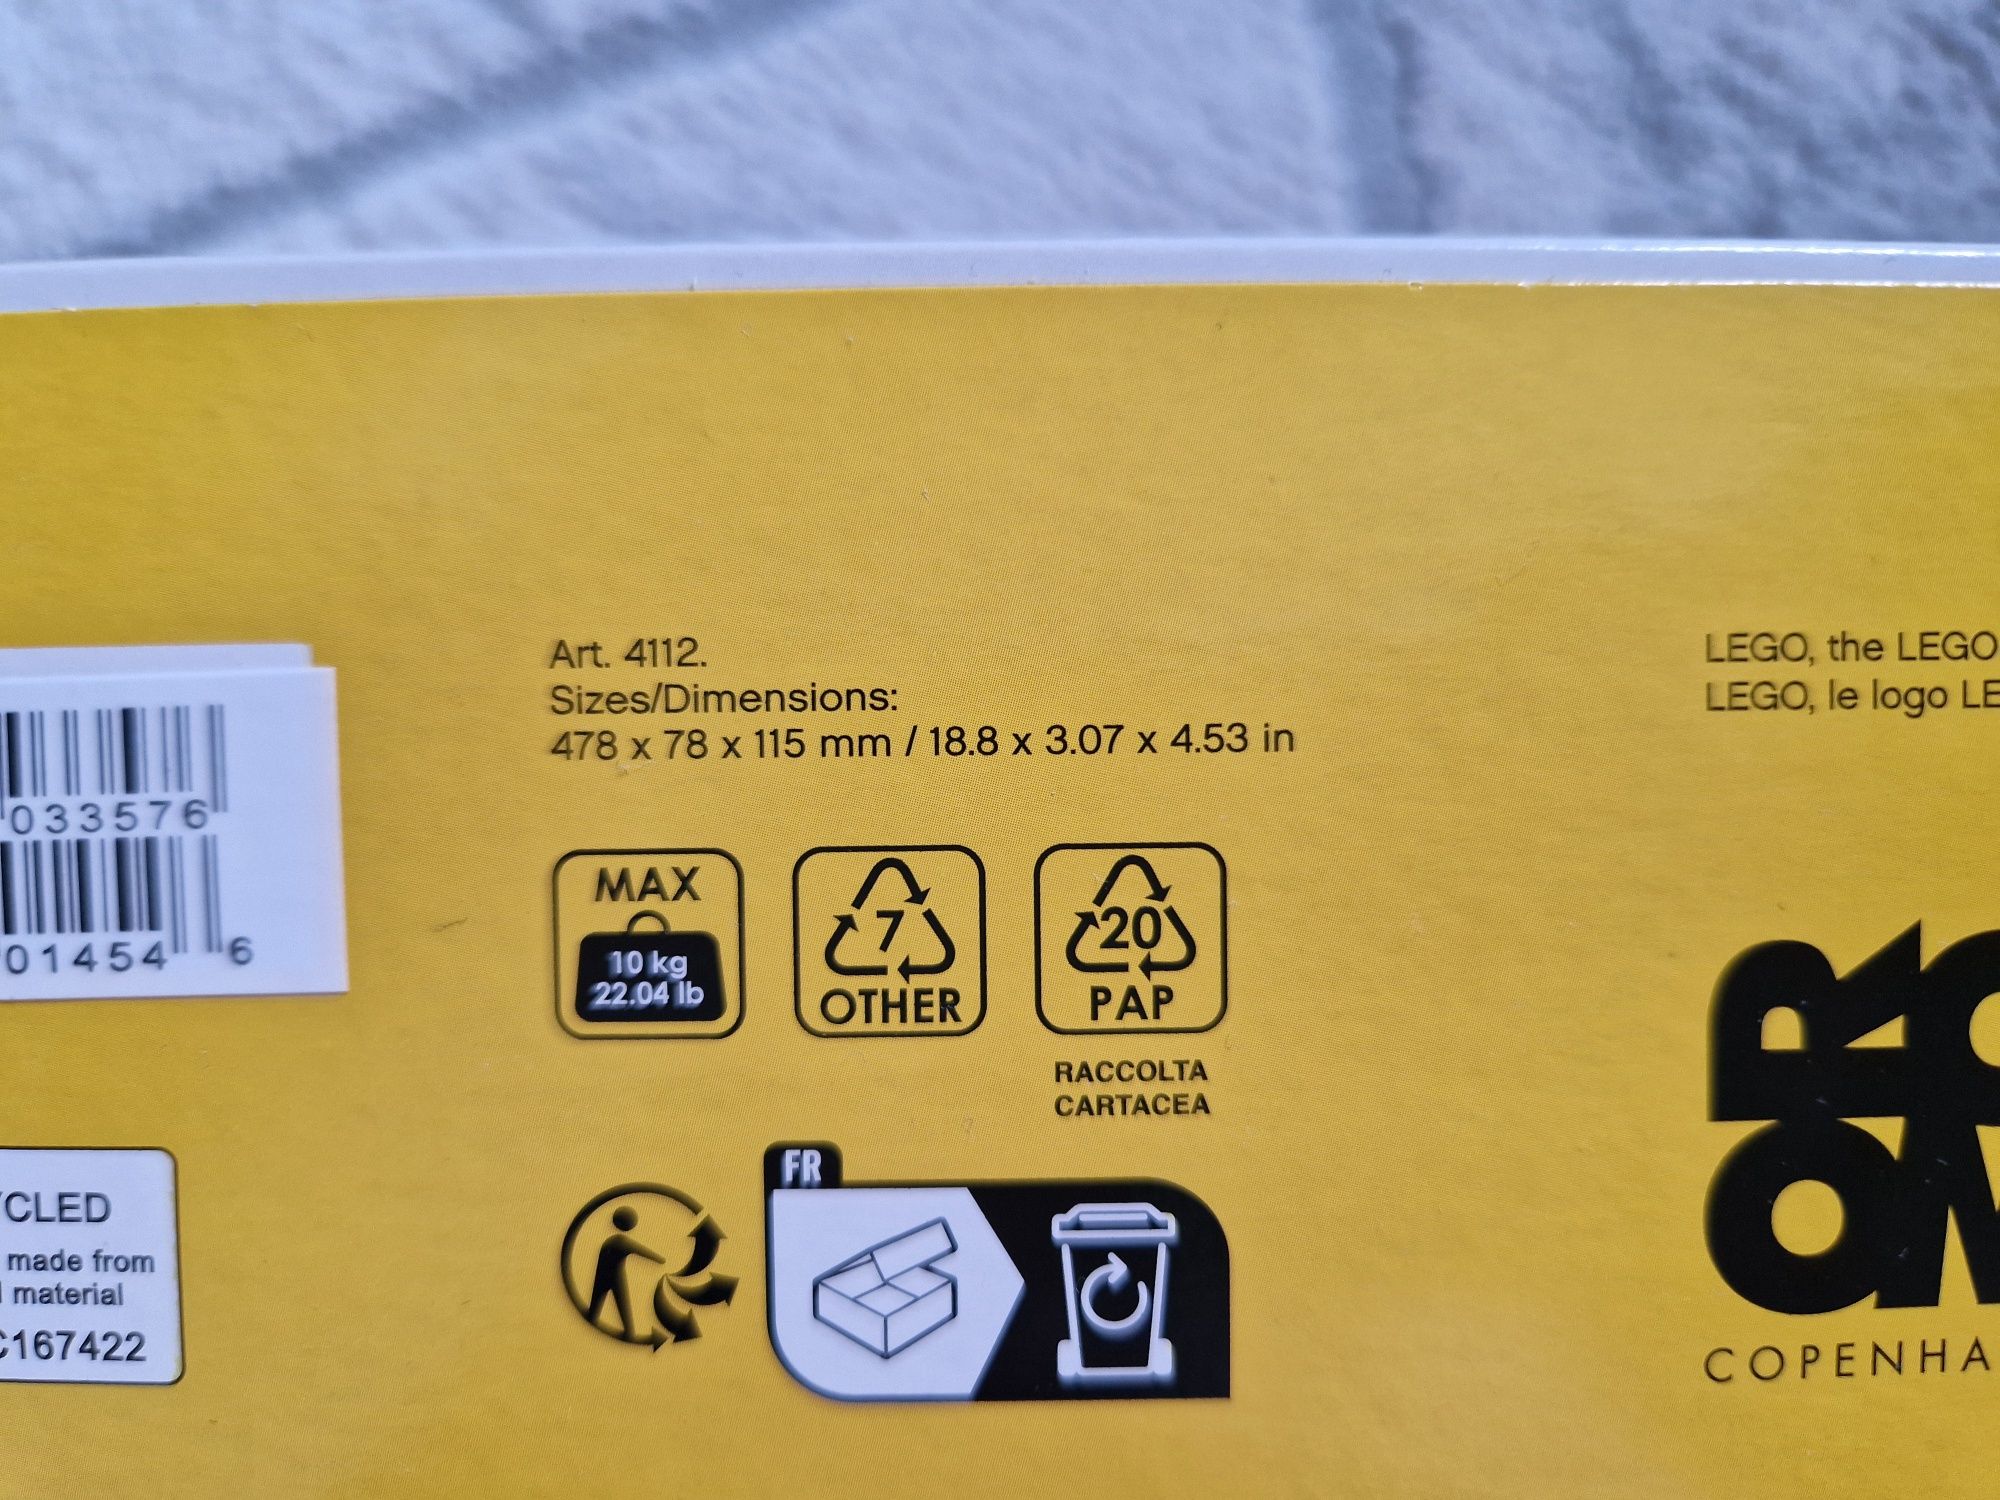 Art. 4112.
Sizes/Dimensions:
478 x 78 x 115 mm / 18.8 x 3.07 x 4.53 in
LEGO, the LEGO
LEGO, le logo LE
033576
01454 6
MAX
10 kg
22.04 lb
7
OTHER
20
PAP
RACCOLTA
CARTACEA
YCLED
made from
material
C167422
FR
ROOM
COPENHA